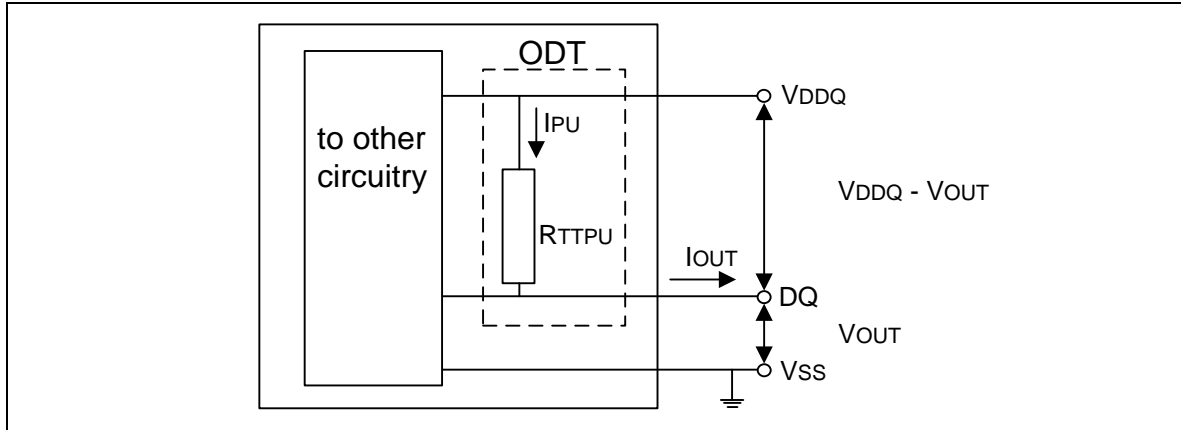 ODT
VDDQ
IPU
to other
circuitry
VDDQ - VOUT
RTTPU
IOUT
DQ
VOUT
VSS